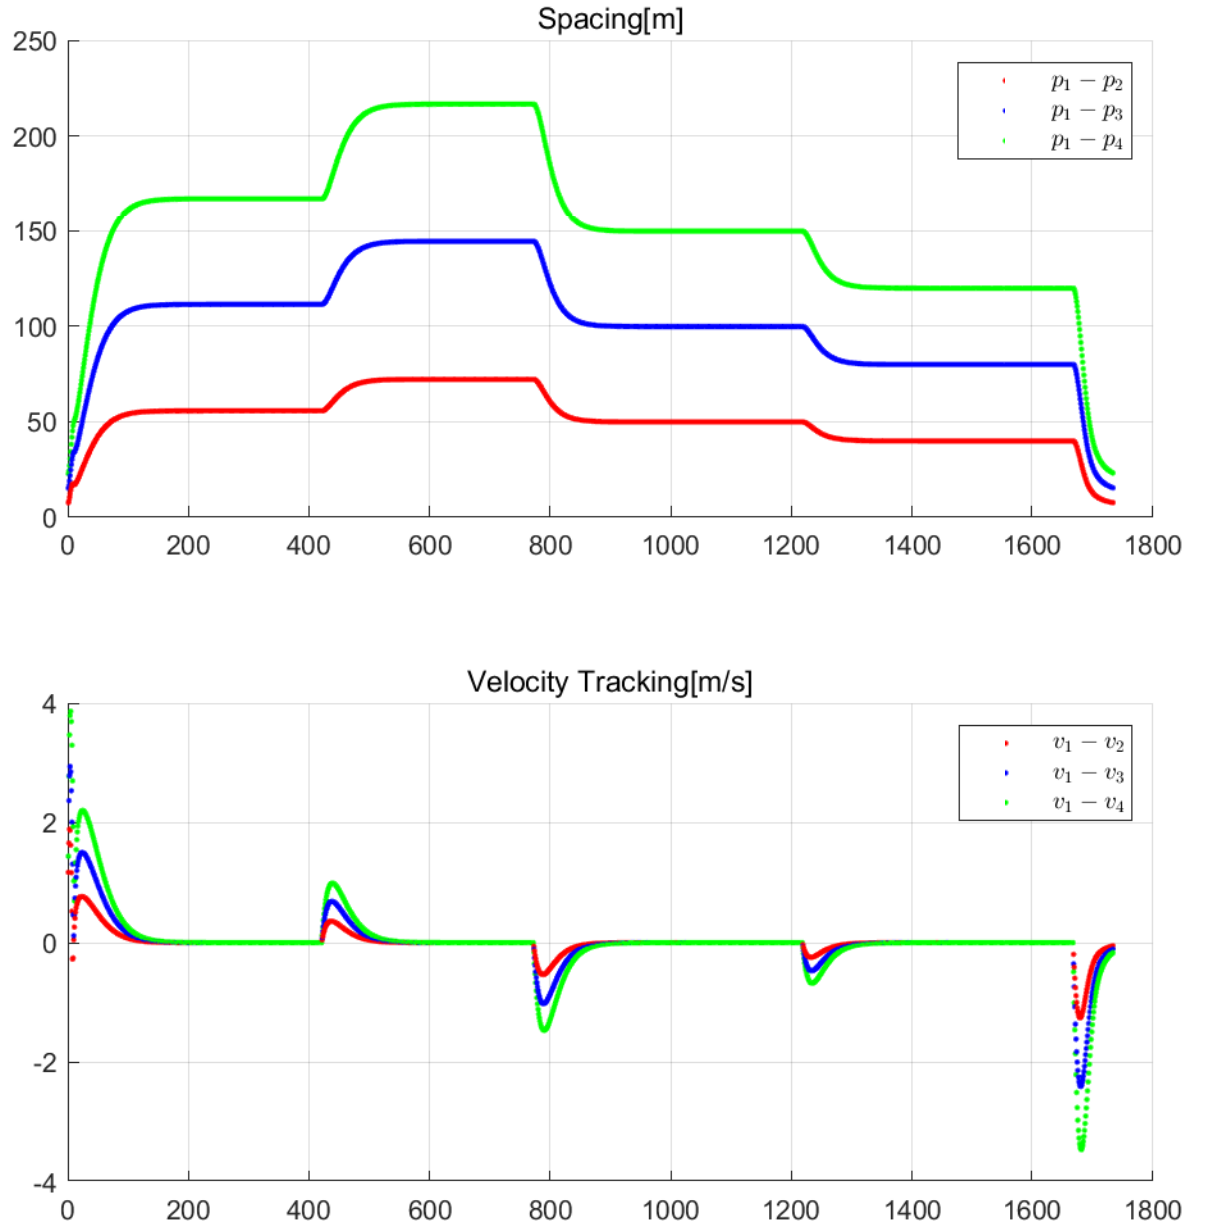 Spacing[m]
250
200
150
100
50
0
0 200 400 600 800 1000 1200 1400 1600 1800
p₁ − p₂
p₁ − p₃
p₁ − p₄
Velocity Tracking[m/s]
4
2
0
-2
-4
0 200 400 600 800 1000 1200 1400 1600 1800
v₁ − v₂
v₁ − v₃
v₁ − v₄